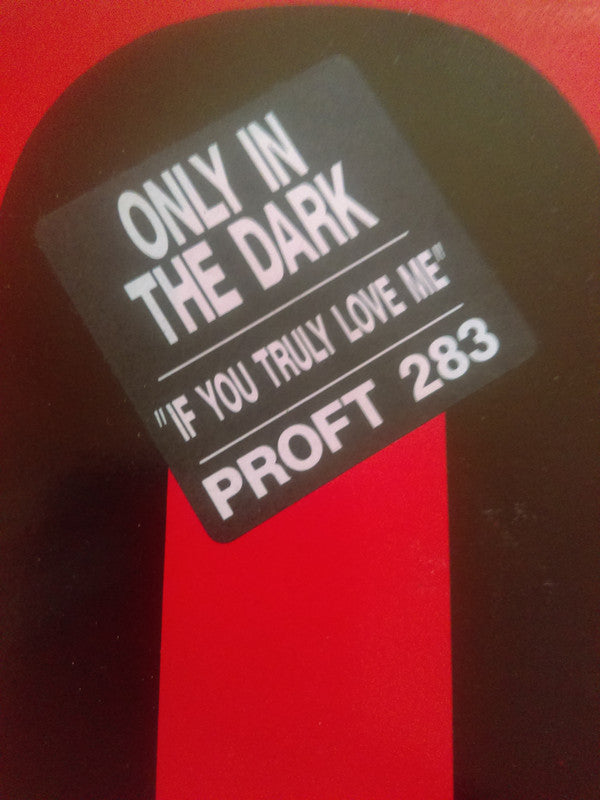 ONLY IN
THE DARK
"IF YOU TRULY LOVE ME"
PROFT 283